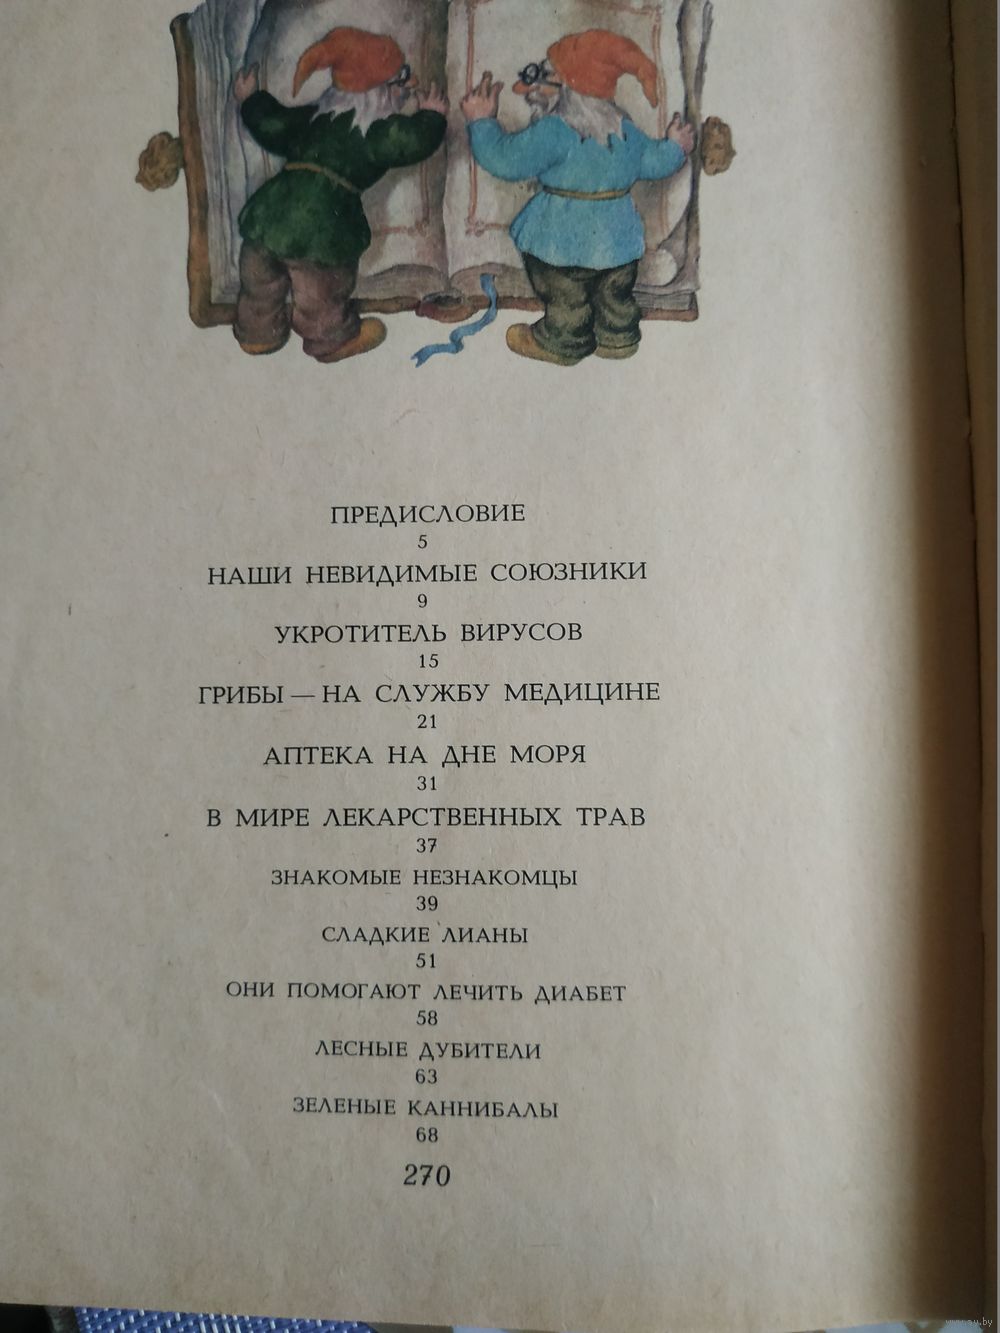 ПРЕДИСЛОВИЕ
5
НАШИ НЕВИДИМЫЕ СОЮЗНИКИ
9
УКРОТИТЕЛЬ ВИРУСОВ
15
ГРИБЫ — НА СЛУЖБУ МЕДИЦИНЕ
21
АПТЕКА НА ДНЕ МОРЯ
31
В МИРЕ ЛЕКАРСТВЕННЫХ ТРАВ
37
ЗНАКОМЫЕ НЕЗНАКОМЦЫ
39
СЛАДКИЕ ЛИАНЫ
51
ОНИ ПОМОГАЮТ ЛЕЧИТЬ ДИАБЕТ
58
ЛЕСНЫЕ ДУБИТЕЛИ
63
ЗЕЛЕНЫЕ КАННИБАЛЫ
68
270